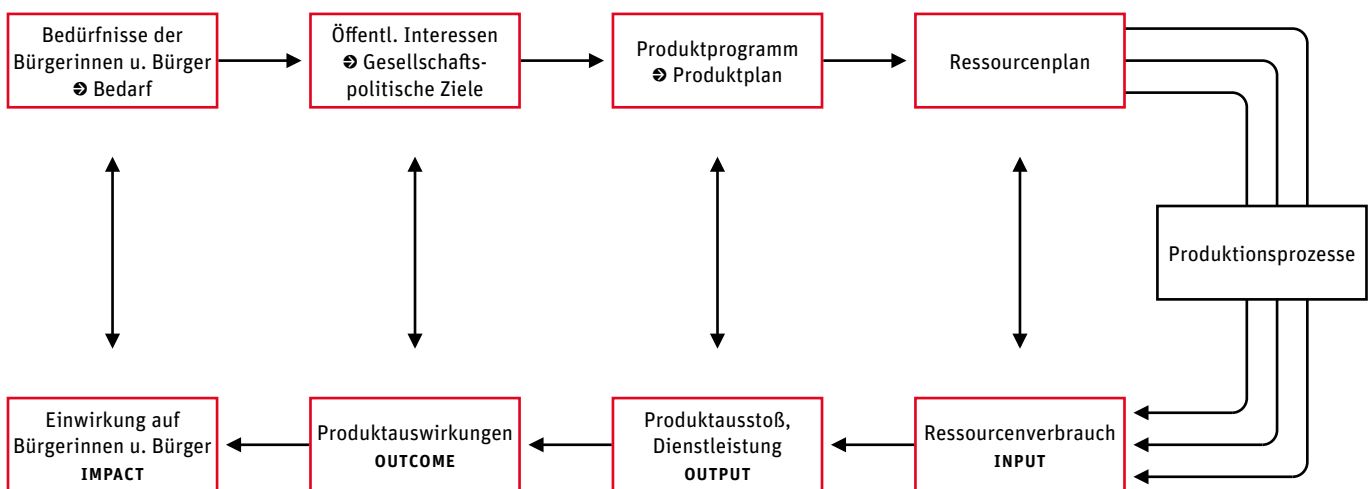 Bedürfnisse der
Bürgerinnen u. Bürger
➲ Bedarf
Öffentl. Interessen
➲ Gesellschafts-
politische Ziele
Produktprogramm
➲ Produktplan
Ressourcenplan
Produktionsprozesse
Einwirkung auf
Bürgerinnen u. Bürger
IMPACT
Produktauswirkungen
OUTCOME
Produktausstoß,
Dienstleistung
OUTPUT
Ressourcenverbrauch
INPUT